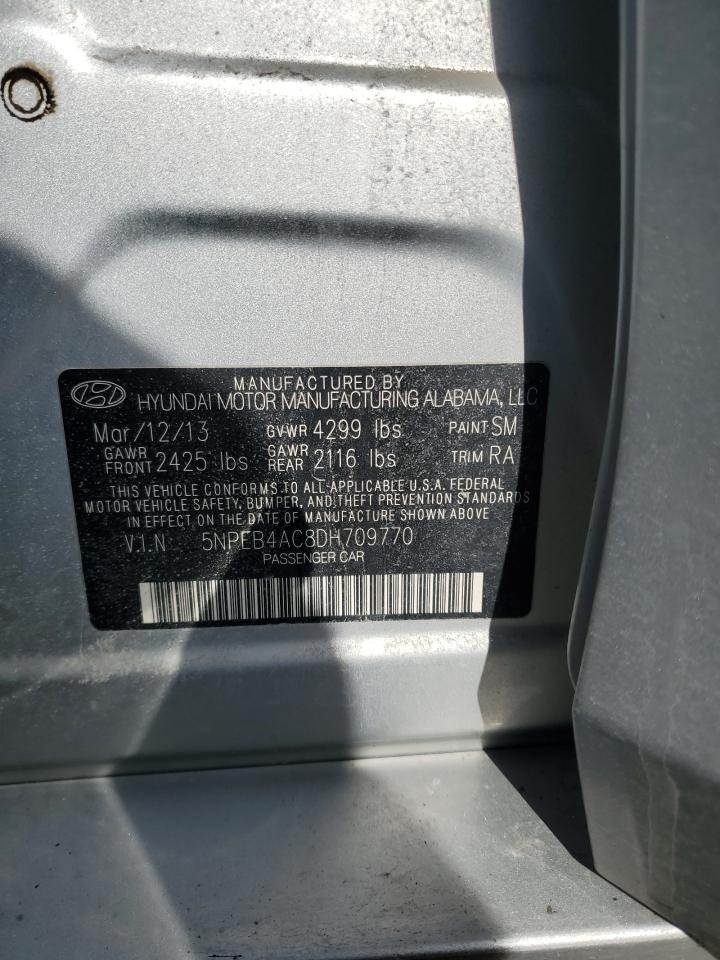 MANUFACTURED BY
HYUNDAI MOTOR MANUFACTURING ALABAMA, LLC
Mar/12/13 GVWR 4299 lbs PAINT SM
GAWR FRONT 2425 lbs GAWR REAR 2116 lbs TRIM RA
THIS VEHICLE CONFORMS TO ALL APPLICABLE U.S.A. FEDERAL
MOTOR VEHICLE SAFETY, BUMPER, AND THEFT PREVENTION STANDARDS
IN EFFECT ON THE DATE OF MANUFACTURE SHOWN ABOVE
V.I.N 5NPEB4AC8DH709770
PASSENGER CAR